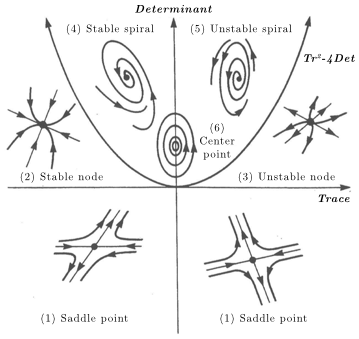 Determinant
(4) Stable spiral
(5) Unstable spiral
Tr²-4Det
(6)
Center
point
(2) Stable node
(3) Unstable node
Trace
(1) Saddle point
(1) Saddle point